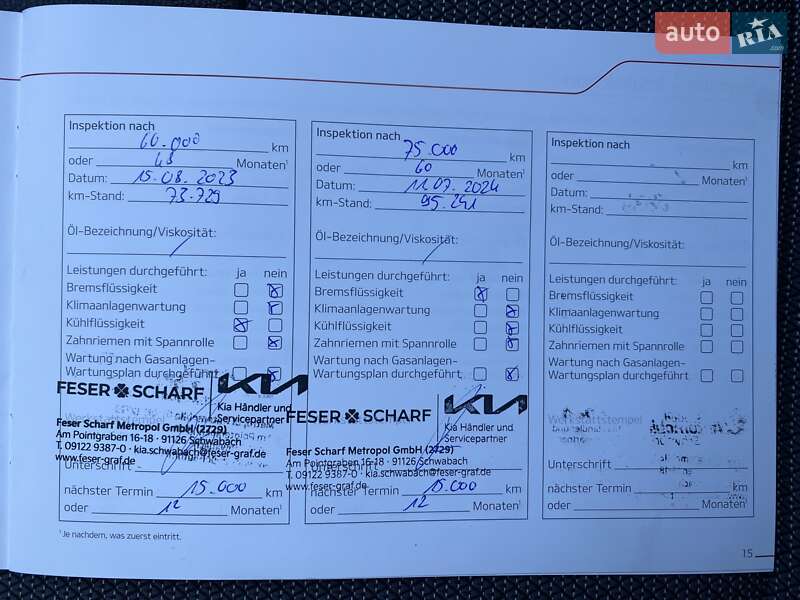 auto RIA .com
Inspektion nach
60.000 km
oder 48 Monaten¹
Datum: 15.08.2023
km-Stand: 73.729
Öl-Bezeichnung/Viskosität:
/
Leistungen durchgeführt: ja nein
Bremsflüssigkeit
Klimaanlagenwartung
Kühlflüssigkeit
Zahnriemen mit Spannrolle
Wartung nach Gasanlagen-
Wartungsplan durchgeführt
FESER SCHARF KIA
Kia Händler und
Servicepartner
Feser Scharf Metropol GmbH (2729)
Am Pointgraben 16-18 · 91126 Schwabach
T. 09122 9387-0 · kia.schwabach@feser-graf.de
www.feser-graf.de
Unterschrift
nächster Termin 15.000 km
oder 12 Monaten¹
Inspektion nach
75.000 km
oder 60 Monaten¹
Datum: 11.07.2024
km-Stand: 95.241
Öl-Bezeichnung/Viskosität:
/
Leistungen durchgeführt: ja nein
Bremsflüssigkeit
Klimaanlagenwartung
Kühlflüssigkeit
Zahnriemen mit Spannrolle
Wartung nach Gasanlagen-
Wartungsplan durchgeführt
FESER SCHARF KIA
Kia Händler und
Servicepartner
Feser Scharf Metropol GmbH (2729)
Am Pointgraben 16-18 · 91126 Schwabach
T. 09122 9387-0 · kia.schwabach@feser-graf.de
www.feser-graf.de
Unterschrift
nächster Termin 15.000 km
oder 12 Monaten¹
Inspektion nach
km
oder Monaten¹
Datum:
km-Stand:
Öl-Bezeichnung/Viskosität:
Leistungen durchgeführt: ja nein
Bremsflüssigkeit
Klimaanlagenwartung
Kühlflüssigkeit
Zahnriemen mit Spannrolle
Wartung nach Gasanlagen-
Wartungsplan durchgeführt
Werkstattstempel
Unterschrift
nächster Termin km
oder Monaten¹
¹Je nachdem, was zuerst eintritt.
15